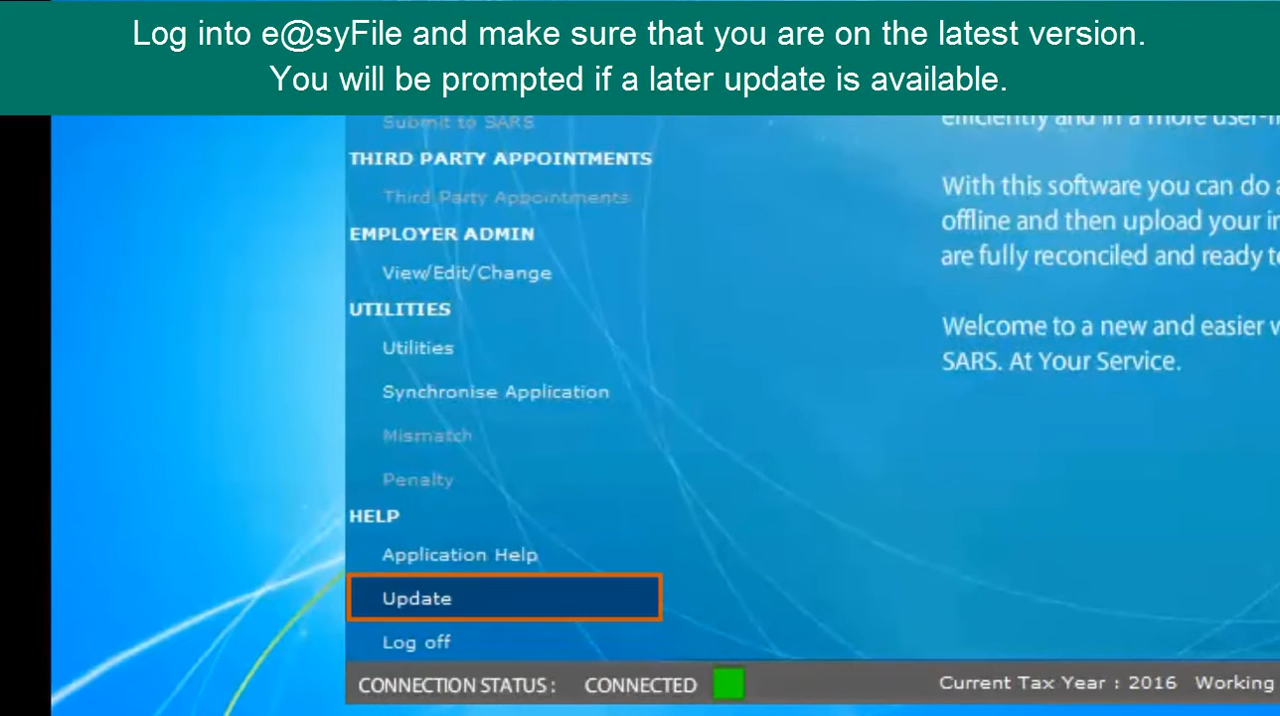 Log into e@syFile and make sure that you are on the latest version.
You will be prompted if a later update is available.
Submit to SARS
efficiently and in a more
THIRD PARTY APPOINTMENTS
Third Party Appointments
With this software you can do
offline and then upload your
EMPLOYER ADMIN
are fully reconciled and ready
View/Edit/Change
UTILITIES
Welcome to a new and easier
Utilities
SARS. At Your Service.
Synchronise Application
Mismatch
Penalty
HELP
Application Help
Update
Log off
CONNECTION STATUS : CONNECTED
Current Tax Year : 2016 Working